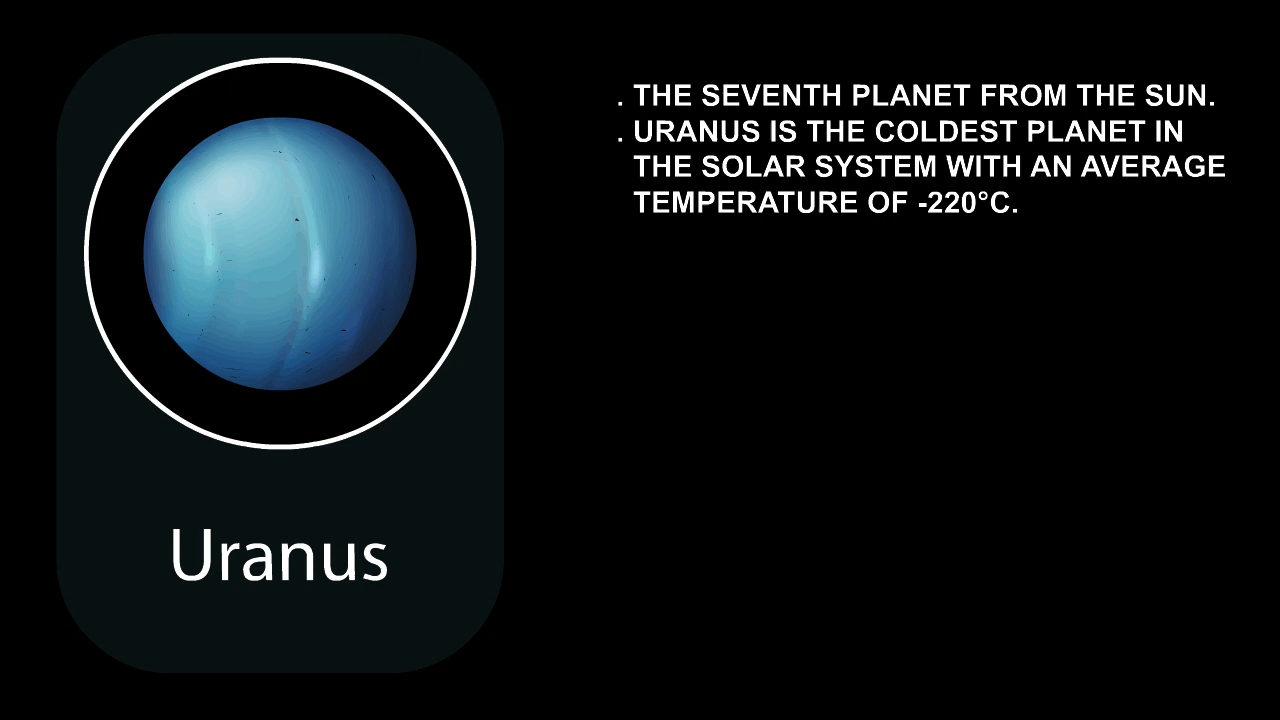 . THE SEVENTH PLANET FROM THE SUN.
. URANUS IS THE COLDEST PLANET IN
THE SOLAR SYSTEM WITH AN AVERAGE
TEMPERATURE OF -220°C.
Uranus